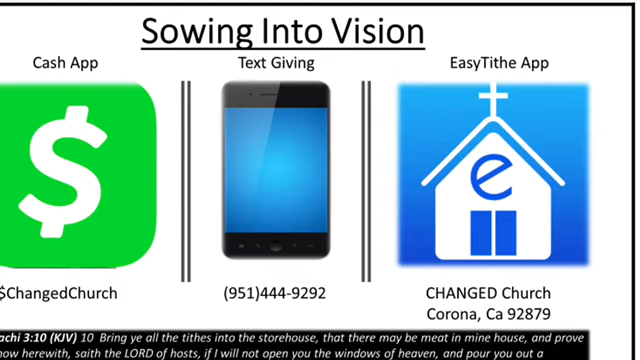 Sowing Into Vision
Cash App
Text Giving
EasyTithe App
$
e
$ChangedChurch
(951)444-9292
CHANGED Church
Corona, Ca 92879
achi 3:10 (KJV) 10 Bring ye all the tithes into the storehouse, that there may be meat in mine house, and prove
now herewith, saith the LORD of hosts, if I will not open you the windows of heaven, and pour you out a